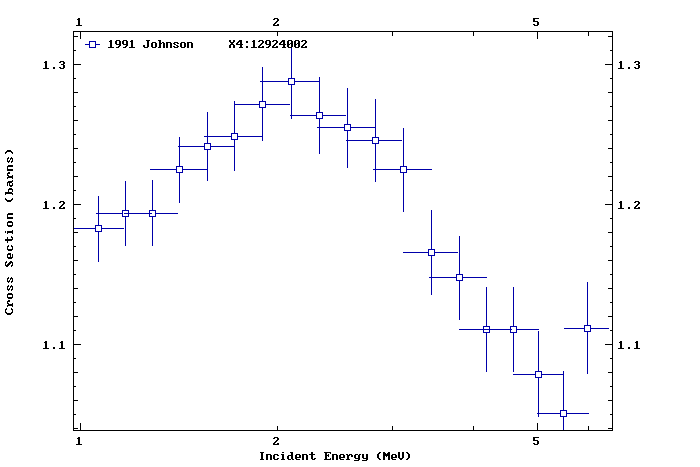 1 2 5
1991 Johnson X4:12924002
1.3 1.3
1.2 1.2
1.1 1.1
Cross Section (barns)
1 2 5
Incident Energy (MeV)